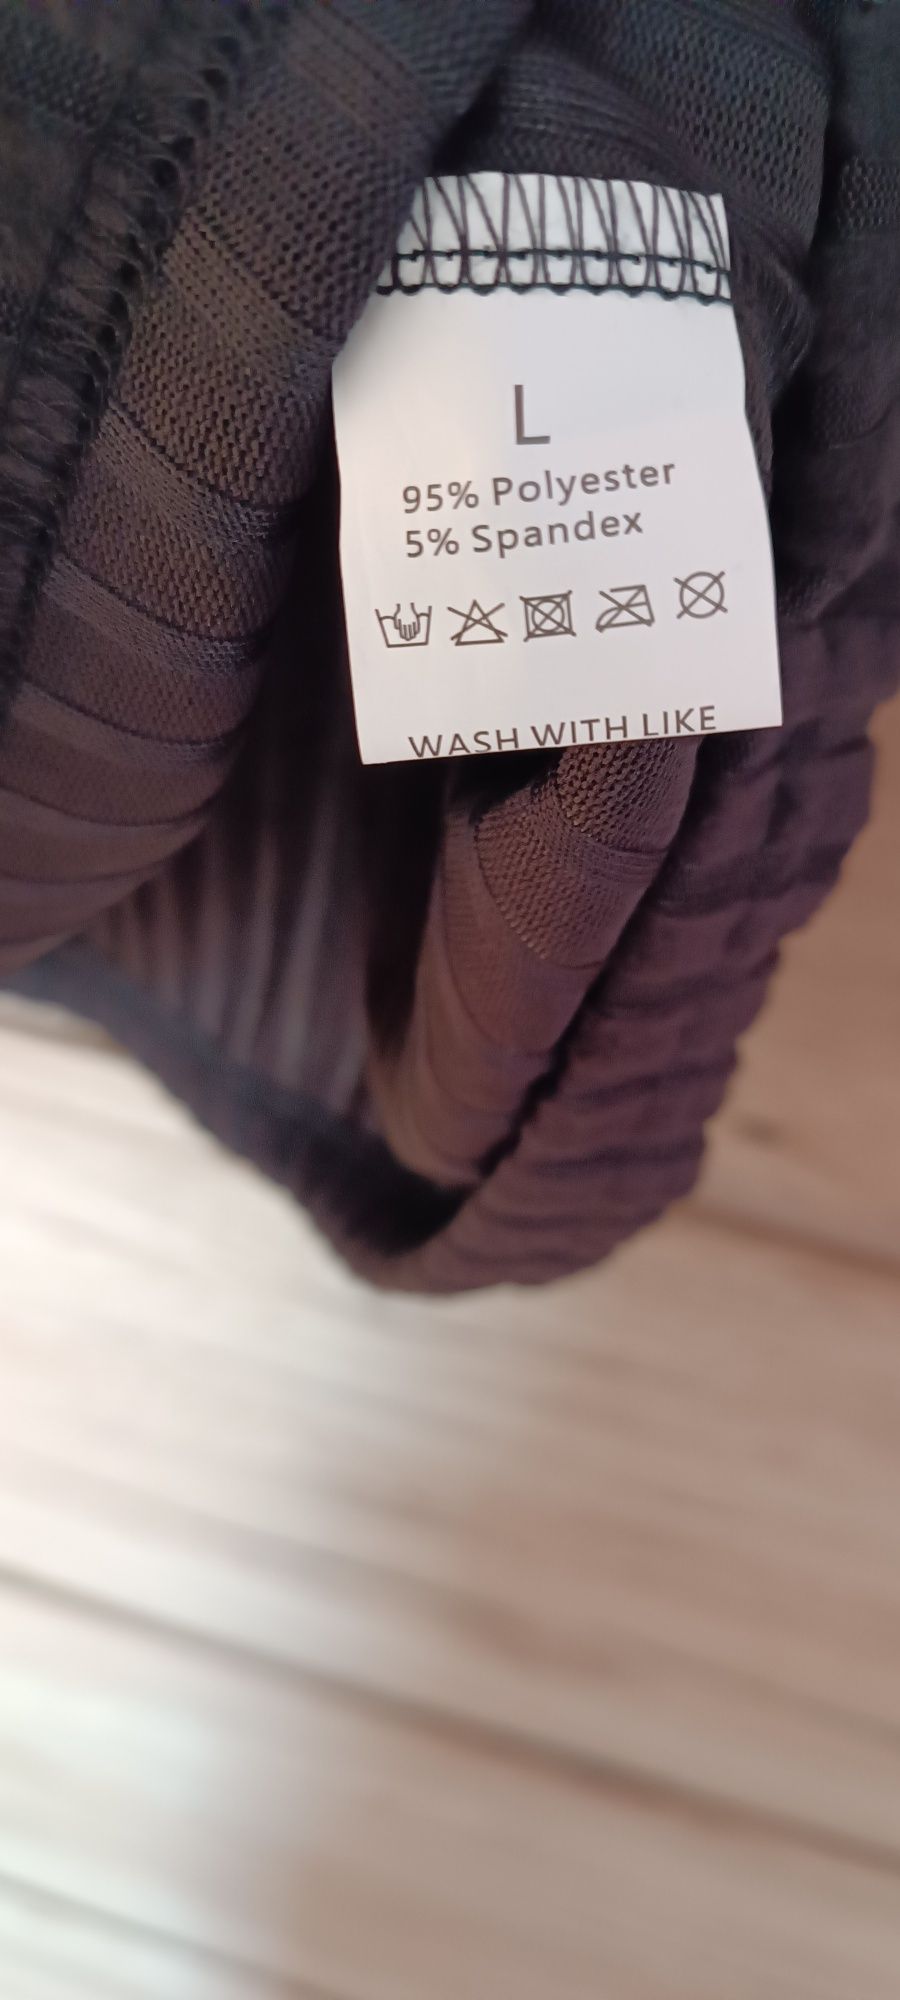 L
95% Polyester
5% Spandex
WASH WITH LIKE